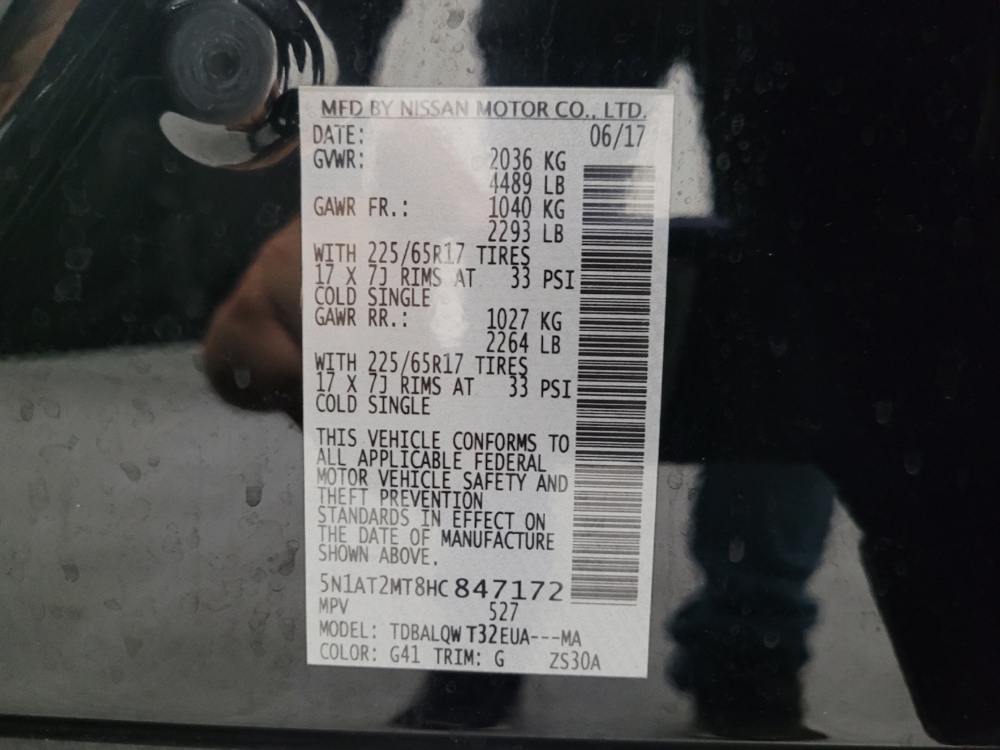 MFD BY NISSAN MOTOR CO., LTD.
DATE: 06/17
GVWR: 2036 KG
4489 LB
GAWR FR.: 1040 KG
2293 LB
WITH 225/65R17 TIRES
17 X 7J RIMS AT 33 PSI
COLD SINGLE
GAWR RR.: 1027 KG
2264 LB
WITH 225/65R17 TIRES
17 X 7J RIMS AT 33 PSI
COLD SINGLE
THIS VEHICLE CONFORMS TO
ALL APPLICABLE FEDERAL
MOTOR VEHICLE SAFETY AND
THEFT PREVENTION
STANDARDS IN EFFECT ON
THE DATE OF MANUFACTURE
SHOWN ABOVE.
5N1AT2MT8HC847172
MPV 527
MODEL: TDBALQW T32EUA---MA
COLOR: G41 TRIM: G ZS30A